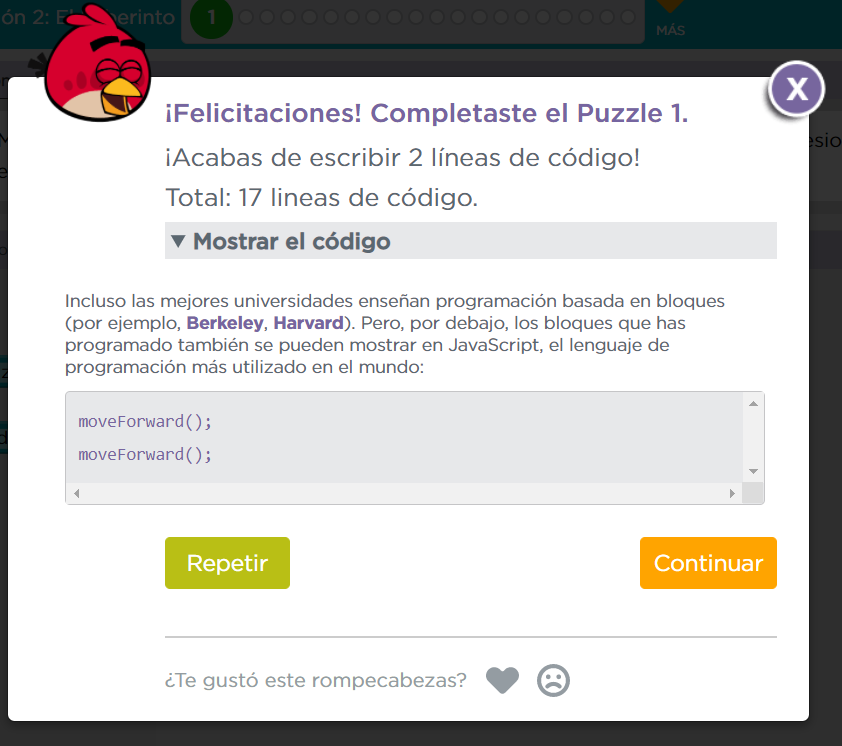 ón 2: El
perinto
1
MÁS
X
¡Felicitaciones! Completaste el Puzzle 1.
¡Acabas de escribir 2 líneas de código!
Total: 17 lineas de código.
▼ Mostrar el código
Incluso las mejores universidades enseñan programación basada en bloques
(por ejemplo, Berkeley, Harvard). Pero, por debajo, los bloques que has
programado también se pueden mostrar en JavaScript, el lenguaje de
programación más utilizado en el mundo:
moveForward();
moveForward();
Repetir
Continuar
¿Te gustó este rompecabezas?